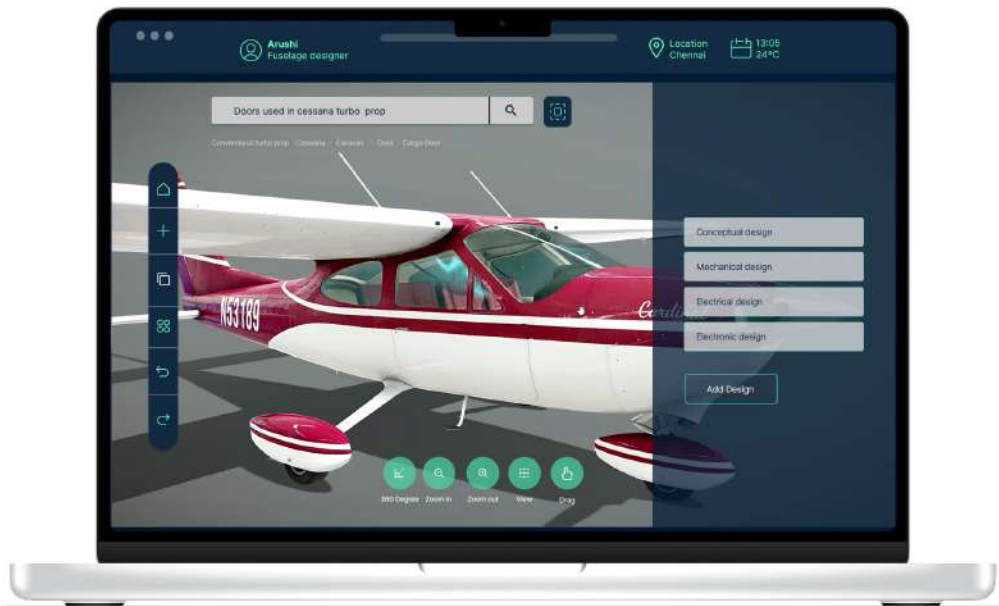 Arushi
Fuselage designer
Location
Chennai
13:05
24°C
Doors used in cessana turbo prop
Conventional turbo prop Cessana Caravan Door Cargo Door
Conceptual design
Mechanical design
Electrical design
Electronic design
Add Design
N53189
Cardinal
360 Degree Zoom in Zoom out View Drag